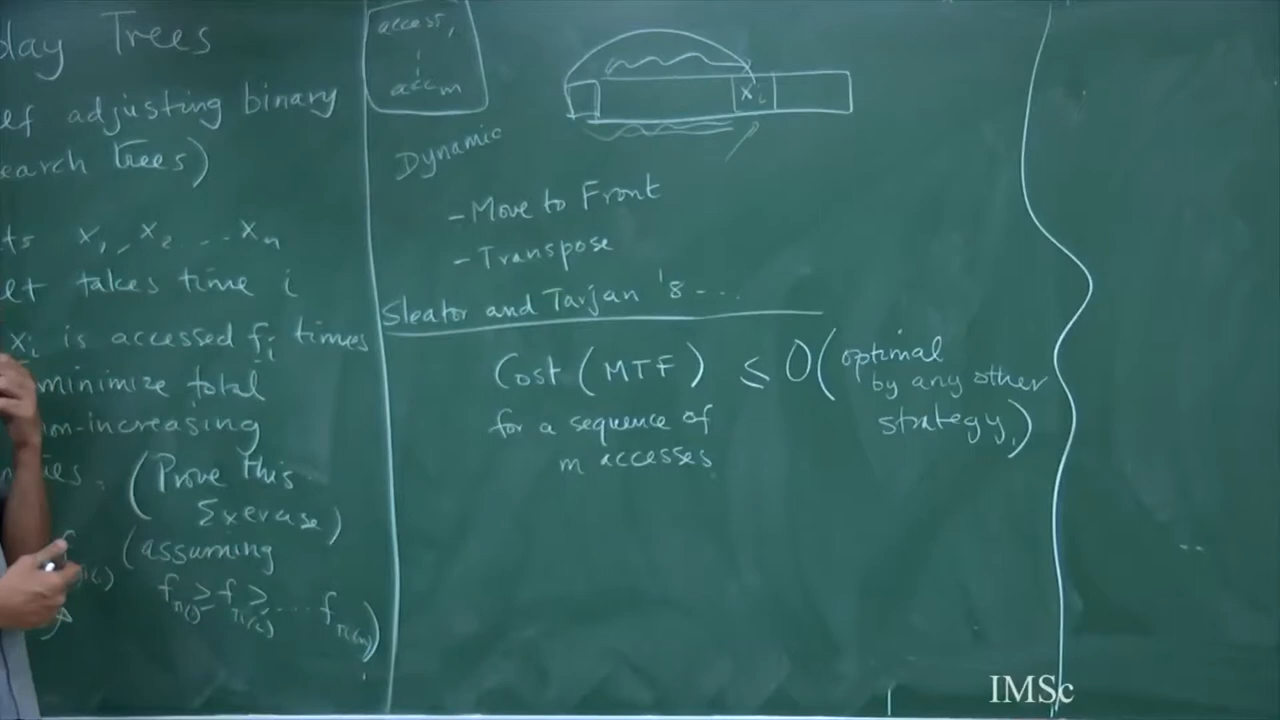 lay Trees
ef adjusting binary
earch trees)
ts x₁, x₂ ... xₙ
et takes time i
xᵢ is accessed fᵢ times
minimize total
n-increasing
ies. (Prove this
Exercise)
(assuming
f_π(1) ≥ f_π(2) ≥ .... f_π(n))
access₁
accₘ
xᵢ
Dynamic
- Move to Front
- Transpose
Sleator and Tarjan '8 - ...
Cost (MTF) ≤ O(optimal
by any other
strategy)
for a sequence of
m accesses
IMSc